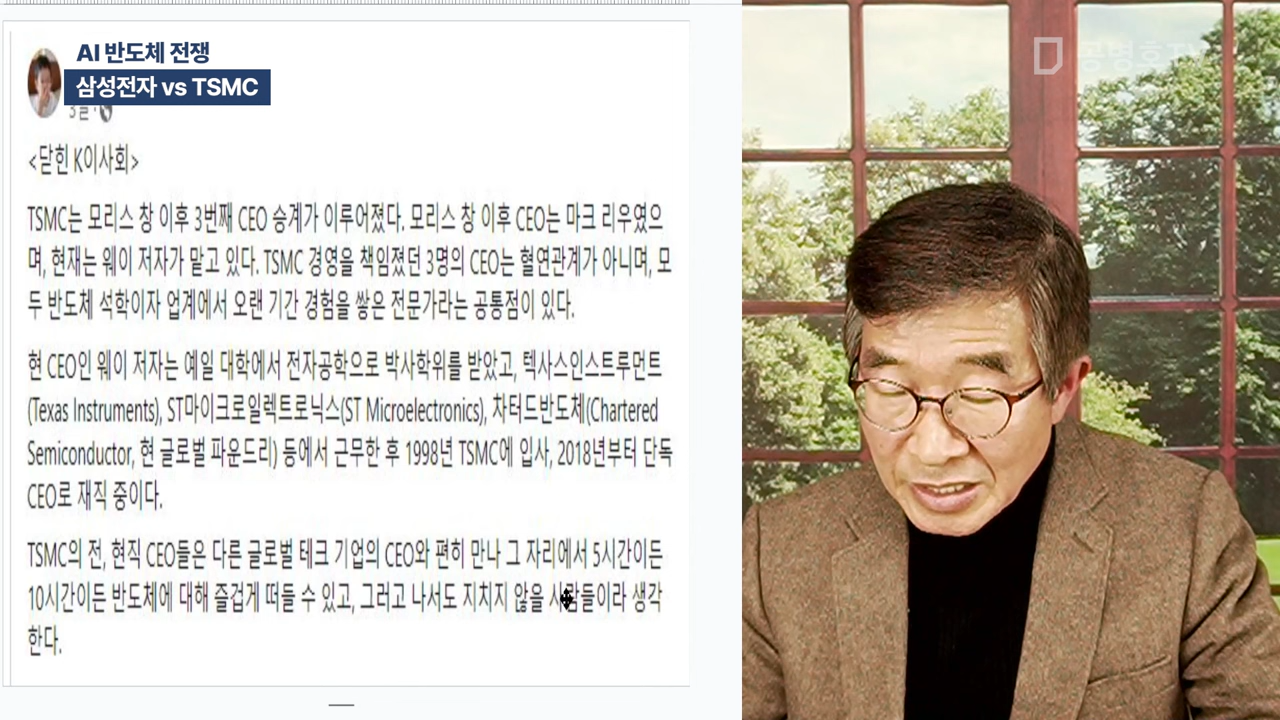 AI 반도체 전쟁
삼성전자 vs TSMC
3월 ·
<닫힌 K이사회>
TSMC는 모리스 창 이후 3번째 CEO 승계가 이루어졌다. 모리스 창 이후 CEO는 마크 리우였으
며, 현재는 웨이 저자가 맡고 있다. TSMC 경영을 책임졌던 3명의 CEO는 혈연관계가 아니며, 모
두 반도체 석학이자 업계에서 오랜 기간 경험을 쌓은 전문가라는 공통점이 있다.
현 CEO인 웨이 저자는 예일 대학에서 전자공학으로 박사학위를 받았고, 텍사스인스트루먼트
(Texas Instruments), ST마이크로일렉트로닉스(ST Microelectronics), 차터드반도체(Chartered
Semiconductor, 현 글로벌 파운드리) 등에서 근무한 후 1998년 TSMC에 입사, 2018년부터 단독
CEO로 재직 중이다.
TSMC의 전, 현직 CEO들은 다른 글로벌 테크 기업의 CEO와 편히 만나 그 자리에서 5시간이든
10시간이든 반도체에 대해 즐겁게 떠들 수 있고, 그러고 나서도 지치지 않을 사람들이라 생각
한다.
공병호TV